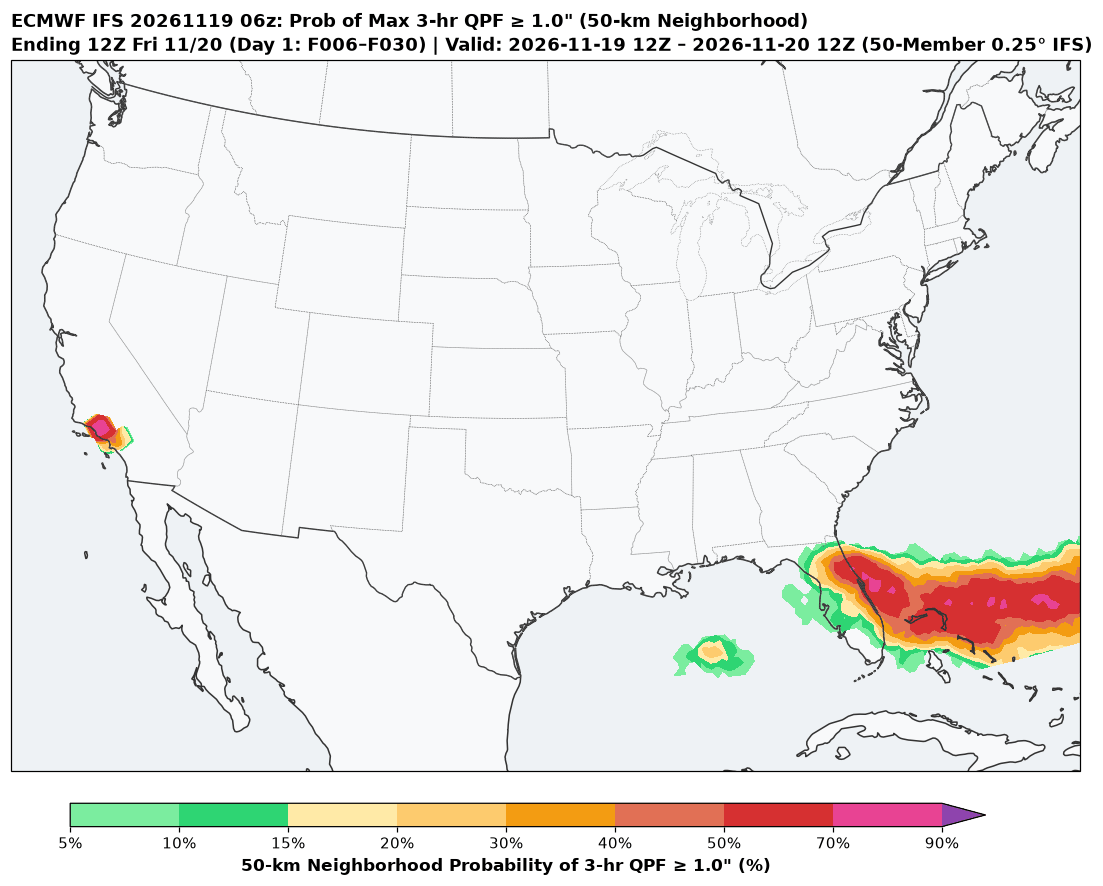 ECMWF IFS 20261119 06z: Prob of Max 3-hr QPF ≥ 1.0" (50-km Neighborhood)
Ending 12Z Fri 11/20 (Day 1: F006–F030) | Valid: 2026-11-19 12Z – 2026-11-20 12Z (50-Member 0.25° IFS)
5% 10% 15% 20% 30% 40% 50% 70% 90%
50-km Neighborhood Probability of 3-hr QPF ≥ 1.0" (%)